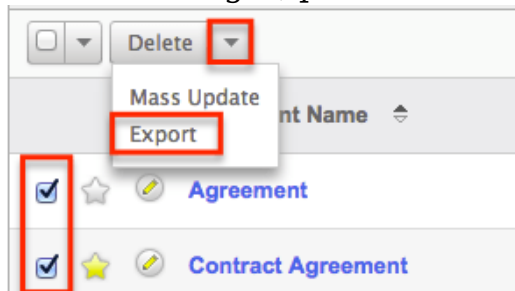 Delete
Mass Update
Export
nt Name
Agreement
Contract Agreement